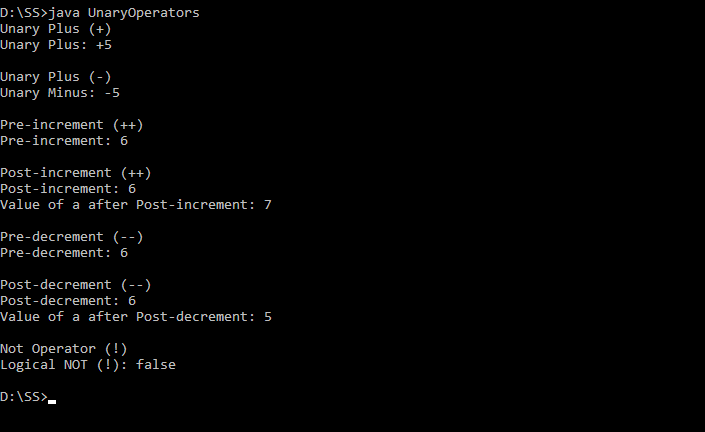 D:\SS>java UnaryOperators
Unary Plus (+)
Unary Plus: +5
Unary Plus (-)
Unary Minus: -5
Pre-increment (++)
Pre-increment: 6
Post-increment (++)
Post-increment: 6
Value of a after Post-increment: 7
Pre-decrement (--)
Pre-decrement: 6
Post-decrement (--)
Post-decrement: 6
Value of a after Post-decrement: 5
Not Operator (!)
Logical NOT (!): false
D:\SS>